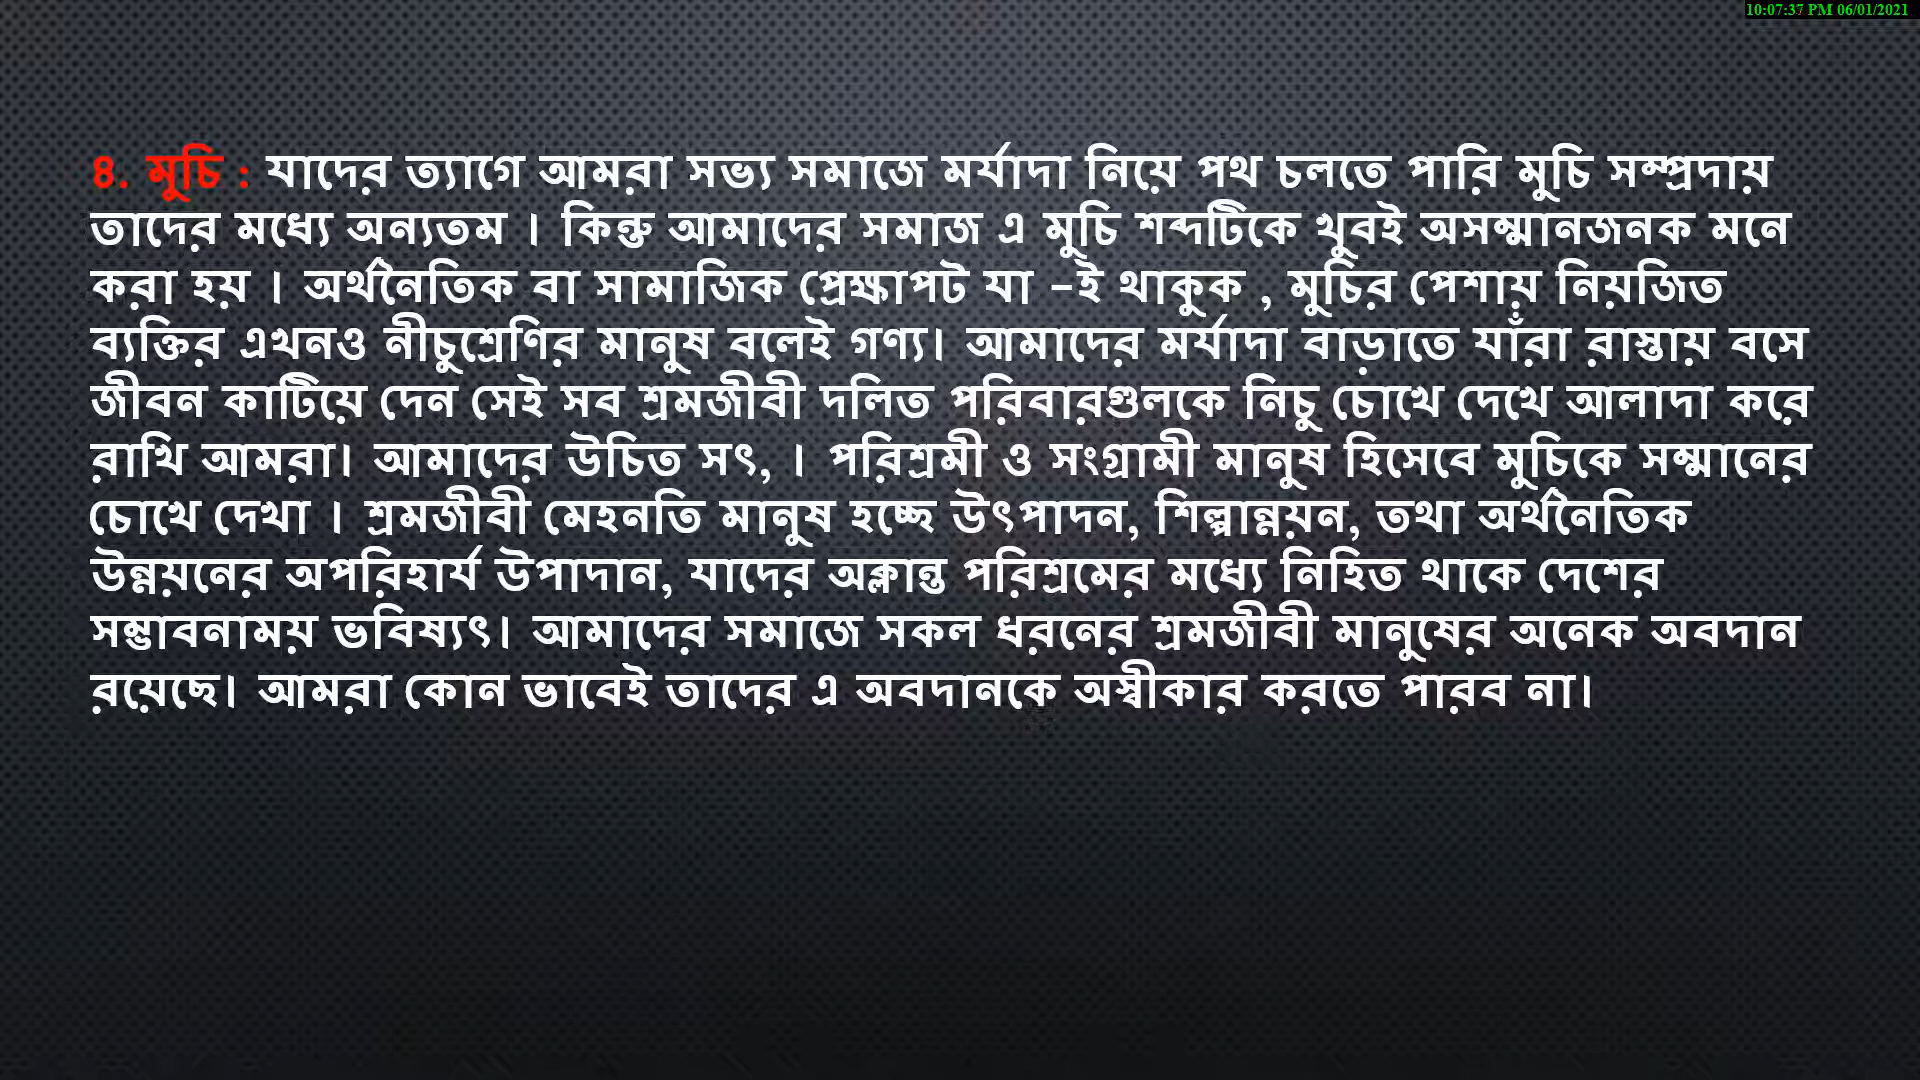 10:07:37 PM 06/01/2021
৪. মুচি : যাদের ত্যাগে আমরা সভ্য সমাজে মর্যাদা নিয়ে পথ চলতে পারি মুচি সম্প্রদায়
তাদের মধ্যে অন্যতম । কিন্তু আমাদের সমাজ এ মুচি শব্দটিকে খুবই অসম্মানজনক মনে
করা হয় । অর্থনৈতিক বা সামাজিক প্রেক্ষাপট যা –ই থাকুক , মুচির পেশায় নিয়জিত
ব্যক্তির এখনও নীচুশ্রেণির মানুষ বলেই গণ্য। আমাদের মর্যাদা বাড়াতে যাঁরা রাস্তায় বসে
জীবন কাটিয়ে দেন সেই সব শ্রমজীবী দলিত পরিবারগুলকে নিচু চোখে দেখে আলাদা করে
রাখি আমরা। আমাদের উচিত সৎ, । পরিশ্রমী ও সংগ্রামী মানুষ হিসেবে মুচিকে সম্মানের
চোখে দেখা । শ্রমজীবী মেহনতি মানুষ হচ্ছে উৎপাদন, শিল্পান্নয়ন, তথা অর্থনৈতিক
উন্নয়নের অপরিহার্য উপাদান, যাদের অক্লান্ত পরিশ্রমের মধ্যে নিহিত থাকে দেশের
সম্ভাবনাময় ভবিষ্যৎ। আমাদের সমাজে সকল ধরনের শ্রমজীবী মানুষের অনেক অবদান
রয়েছে। আমরা কোন ভাবেই তাদের এ অবদানকে অস্বীকার করতে পারব না।